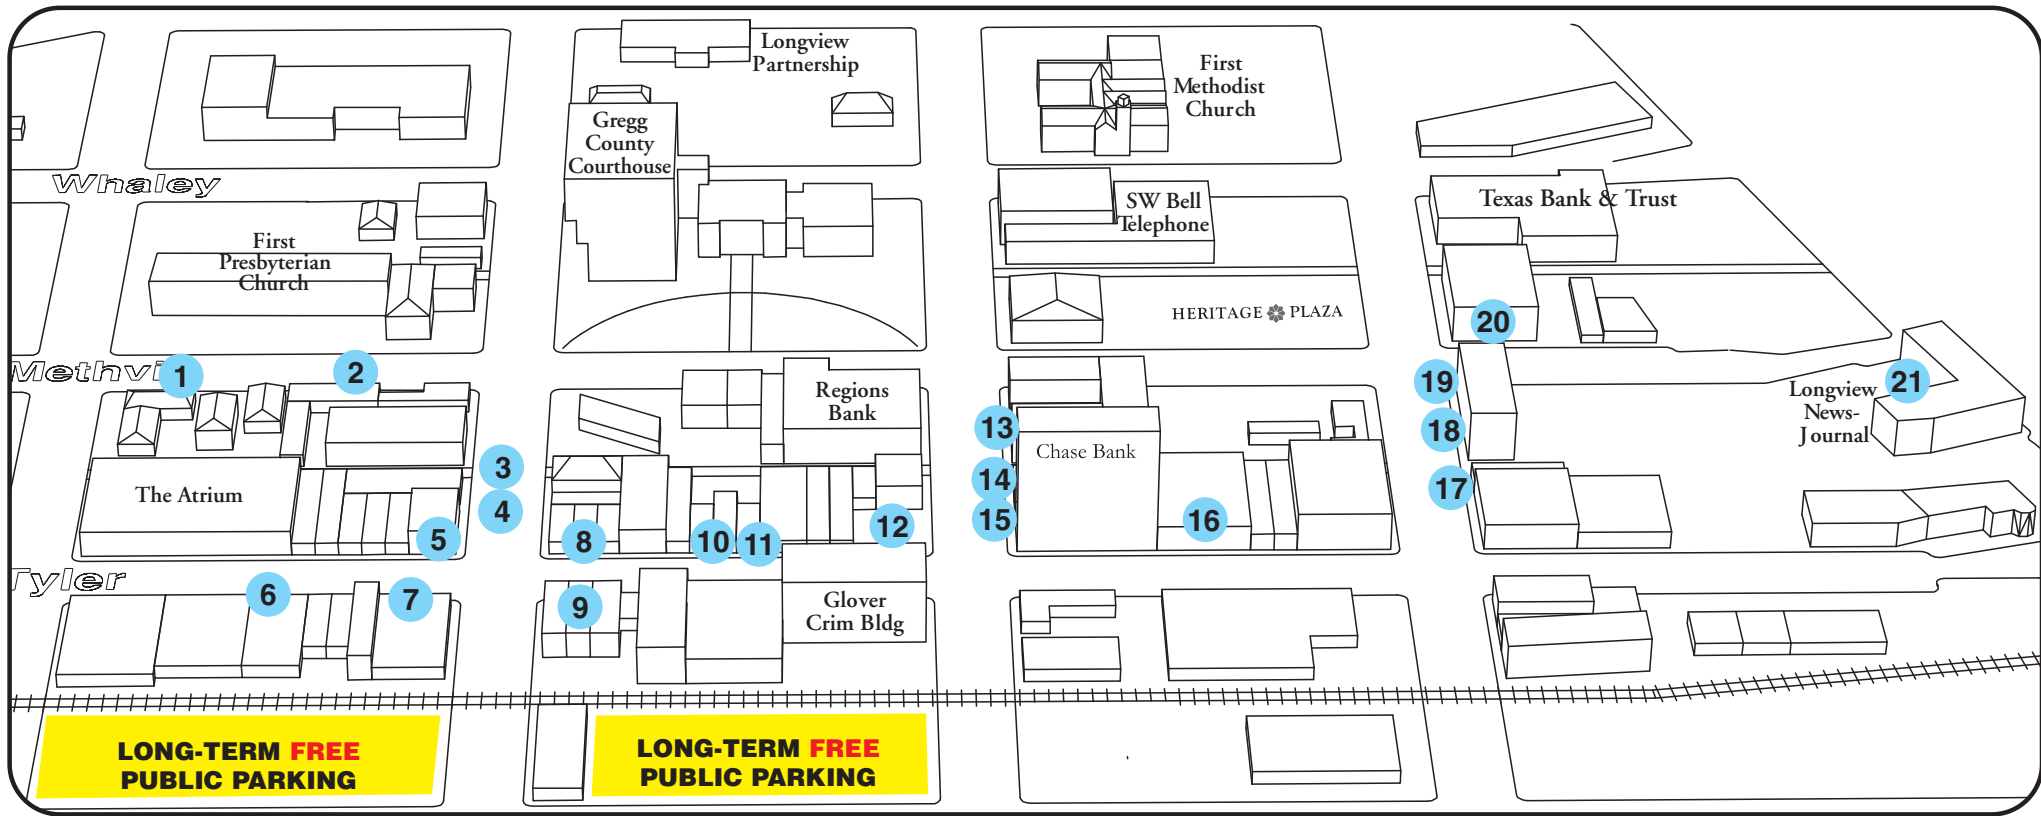 Longview
Partnership
First
Methodist
Church
Gregg
County
Courthouse
Whaley
Texas Bank & Trust
SW Bell
Telephone
First
Presbyterian
Church
HERITAGE PLAZA
20
1
2
19
21
Longview
News-
Journal
Regions
Bank
13
18
Chase Bank
3
14
17
The Atrium
4
15
16
12
5
8
10
11
Tyler
6
7
9
Glover
Crim Bldg
LONG-TERM FREE
PUBLIC PARKING
LONG-TERM FREE
PUBLIC PARKING